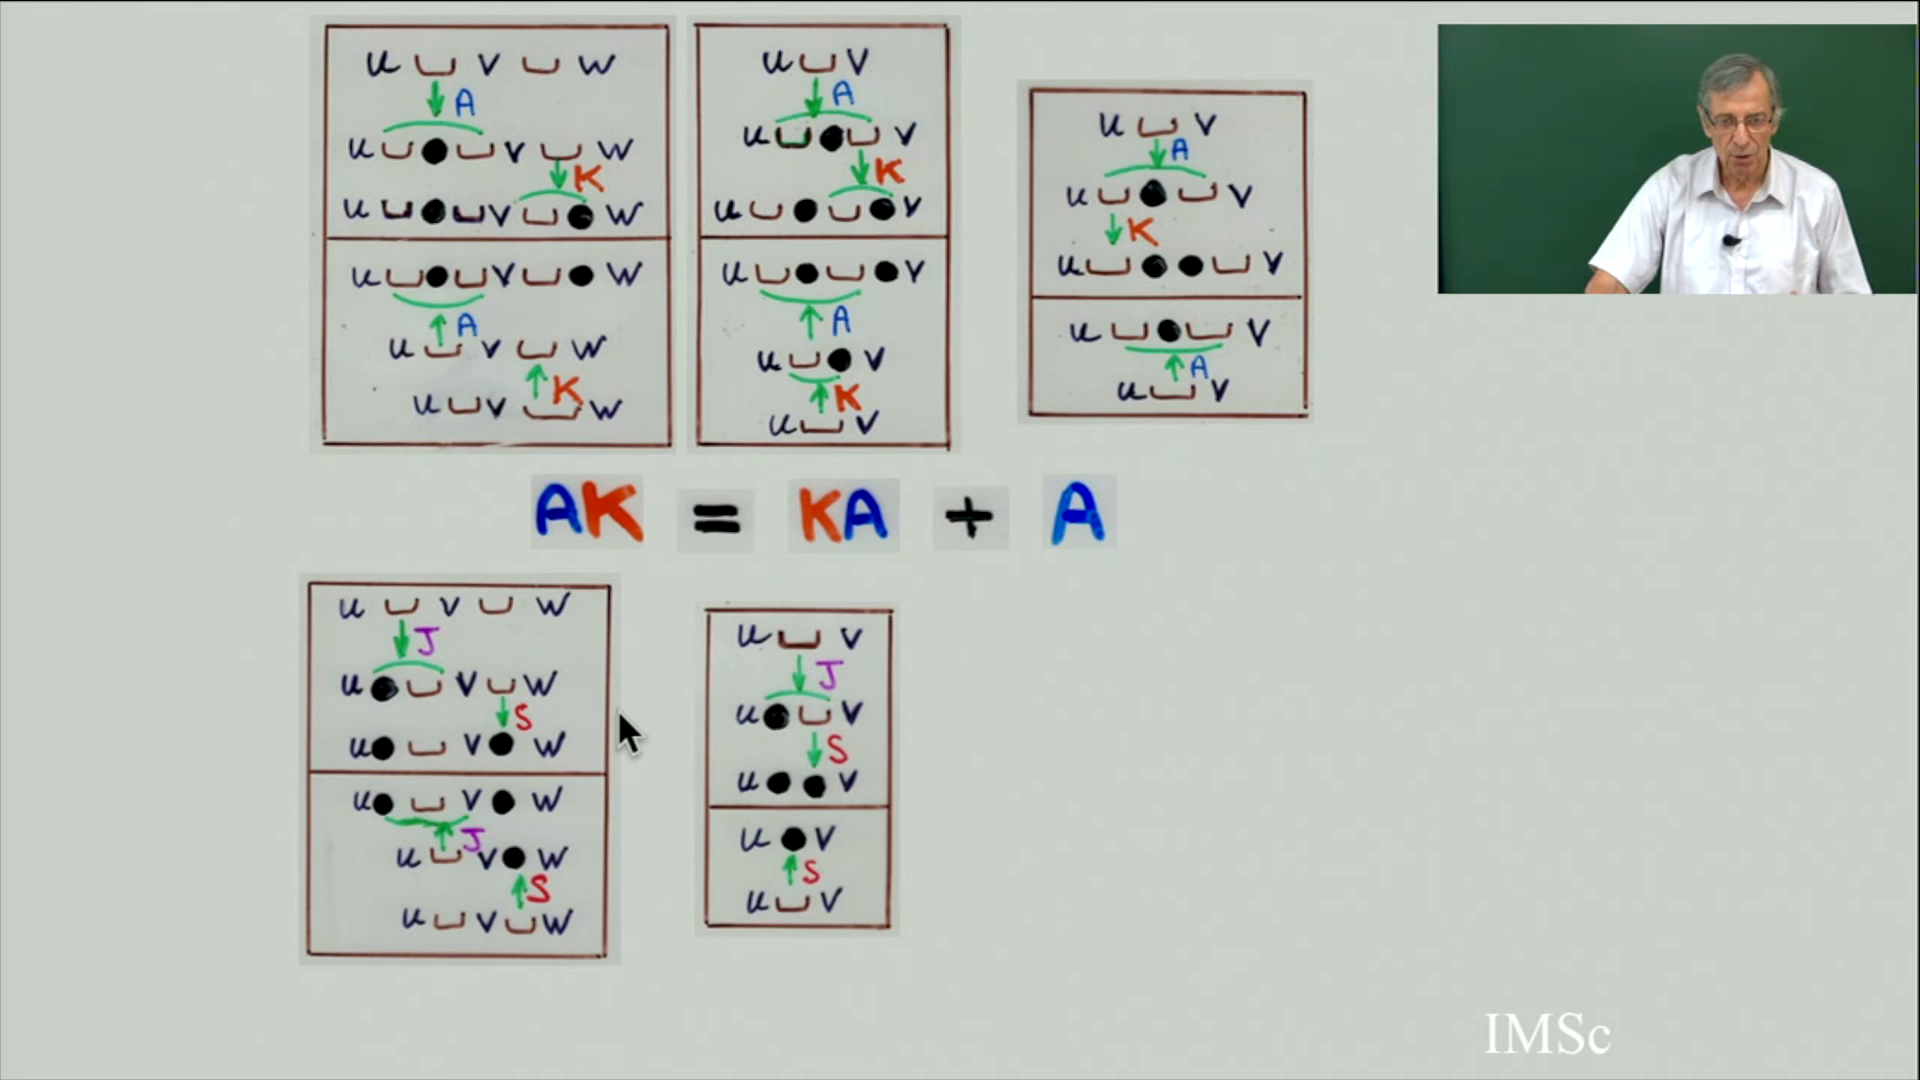 u ⌴ v ⌴ w
A
u ⌴ ● ⌴ v ⌴ w
K
u ⌴ ● ⌴ v ⌴ ● w
u ⌴ ● ⌴ v ⌴ ● w
A
u ⌴ v ⌴ w
K
u ⌴ v ⌴ w
u ⌴ v
A
u ⌴ ● ⌴ v
K
u ⌴ ● ⌴ ● v
u ⌴ ● ⌴ ● v
A
u ⌴ ● v
K
u ⌴ v
u ⌴ v
A
u ⌴ ● ⌴ v
K
u ⌴ ● ● ⌴ v
u ⌴ ● ⌴ v
A
u ⌴ v
AK = KA + A
u ⌴ v ⌴ w
J
u ● ⌴ v ⌴ w
S
u ● ⌴ v ● w
u ● ⌴ v ● w
J
u ⌴ v ● w
S
u ⌴ v ⌴ w
u ⌴ v
J
u ● ⌴ v
S
u ● ● v
u ● v
S
u ⌴ v
IMSc